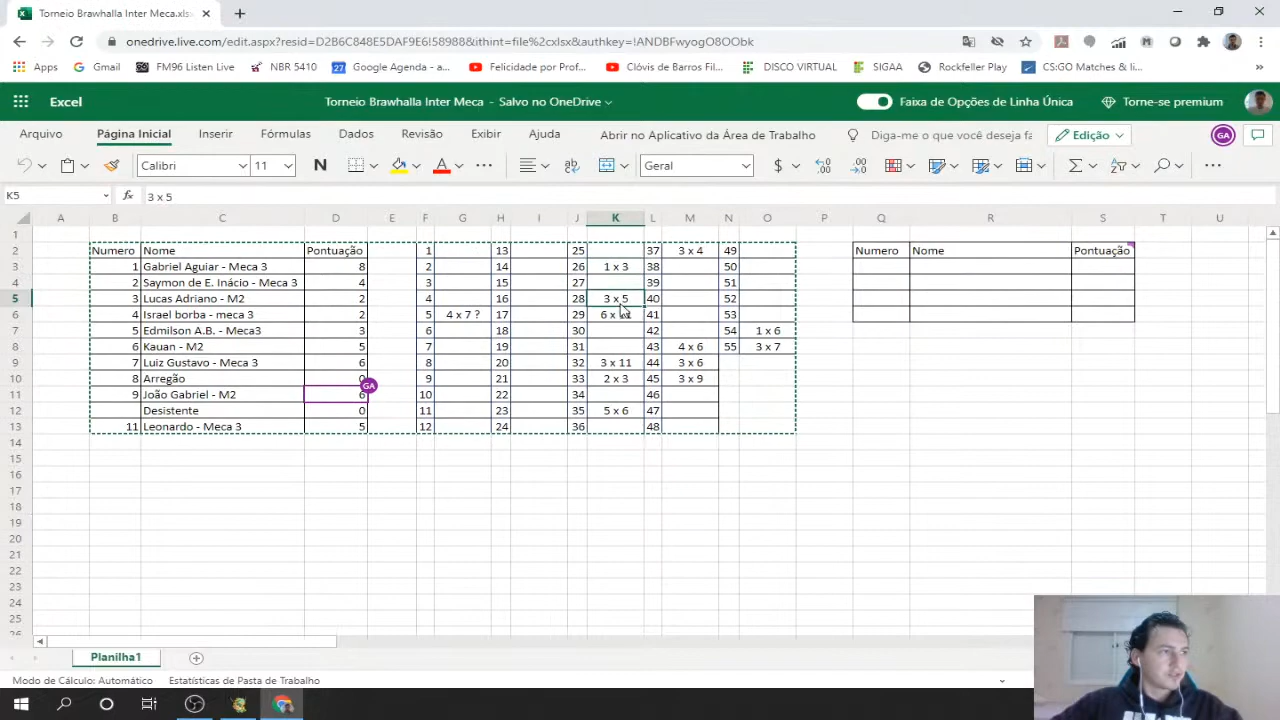 Torneio Brawhalla Inter Meca.xls
onedrive.live.com/edit.aspx?resid=D2B6C848E5DAF9E6!58988&ithint=file%2cxlsx&authkey=!ANDBFwyogO8OObk
Apps Gmail FM96 Listen Live NBR 5410 Google Agenda - a... Felicidade por Prof... Clóvis de Barros Fil... DISCO VIRTUAL SIGAA Rockfeller Play CS:GO Matches & li... »
Excel Torneio Brawhalla Inter Meca - Salvo no OneDrive Faixa de Opções de Linha Única Torne-se premium
Arquivo Página Inicial Inserir Fórmulas Dados Revisão Exibir Ajuda Abrir no Aplicativo da Área de Trabalho Diga-me o que você deseja fa Edição GA
Calibri 11 N A ab Geral $
K5 fx 3 x 5
A B C D E F G H I J K L M N O P Q R S T U
1
2 Numero Nome Pontuação 1 13 25 37 3 x 4 49 Numero Nome Pontuação
3 1 Gabriel Aguiar - Meca 3 8 2 14 26 1 x 3 38 50
4 2 Saymon de E. Inácio - Meca 3 4 3 15 27 39 51
5 3 Lucas Adriano - M2 2 4 16 28 3 x 5 40 52
6 4 Israel borba - meca 3 2 5 4 x 7 ? 17 29 6 x 41 53
7 5 Edmilson A.B. - Meca3 3 6 18 30 42 54 1 x 6
8 6 Kauan - M2 5 7 19 31 43 4 x 6 55 3 x 7
9 7 Luiz Gustavo - Meca 3 6 8 20 32 3 x 11 44 3 x 6
10 8 Arregão 9 21 33 2 x 3 45 3 x 9
GA
11 9 João Gabriel - M2 6 10 22 34 46
12 Desistente 0 11 23 35 5 x 6 47
13 11 Leonardo - Meca 3 5 12 24 36 48
14
15
16
17
18
19
20
21
22
23
24
25
26
Planilha1
Modo de Cálculo: Automático Estatísticas de Pasta de Trabalho